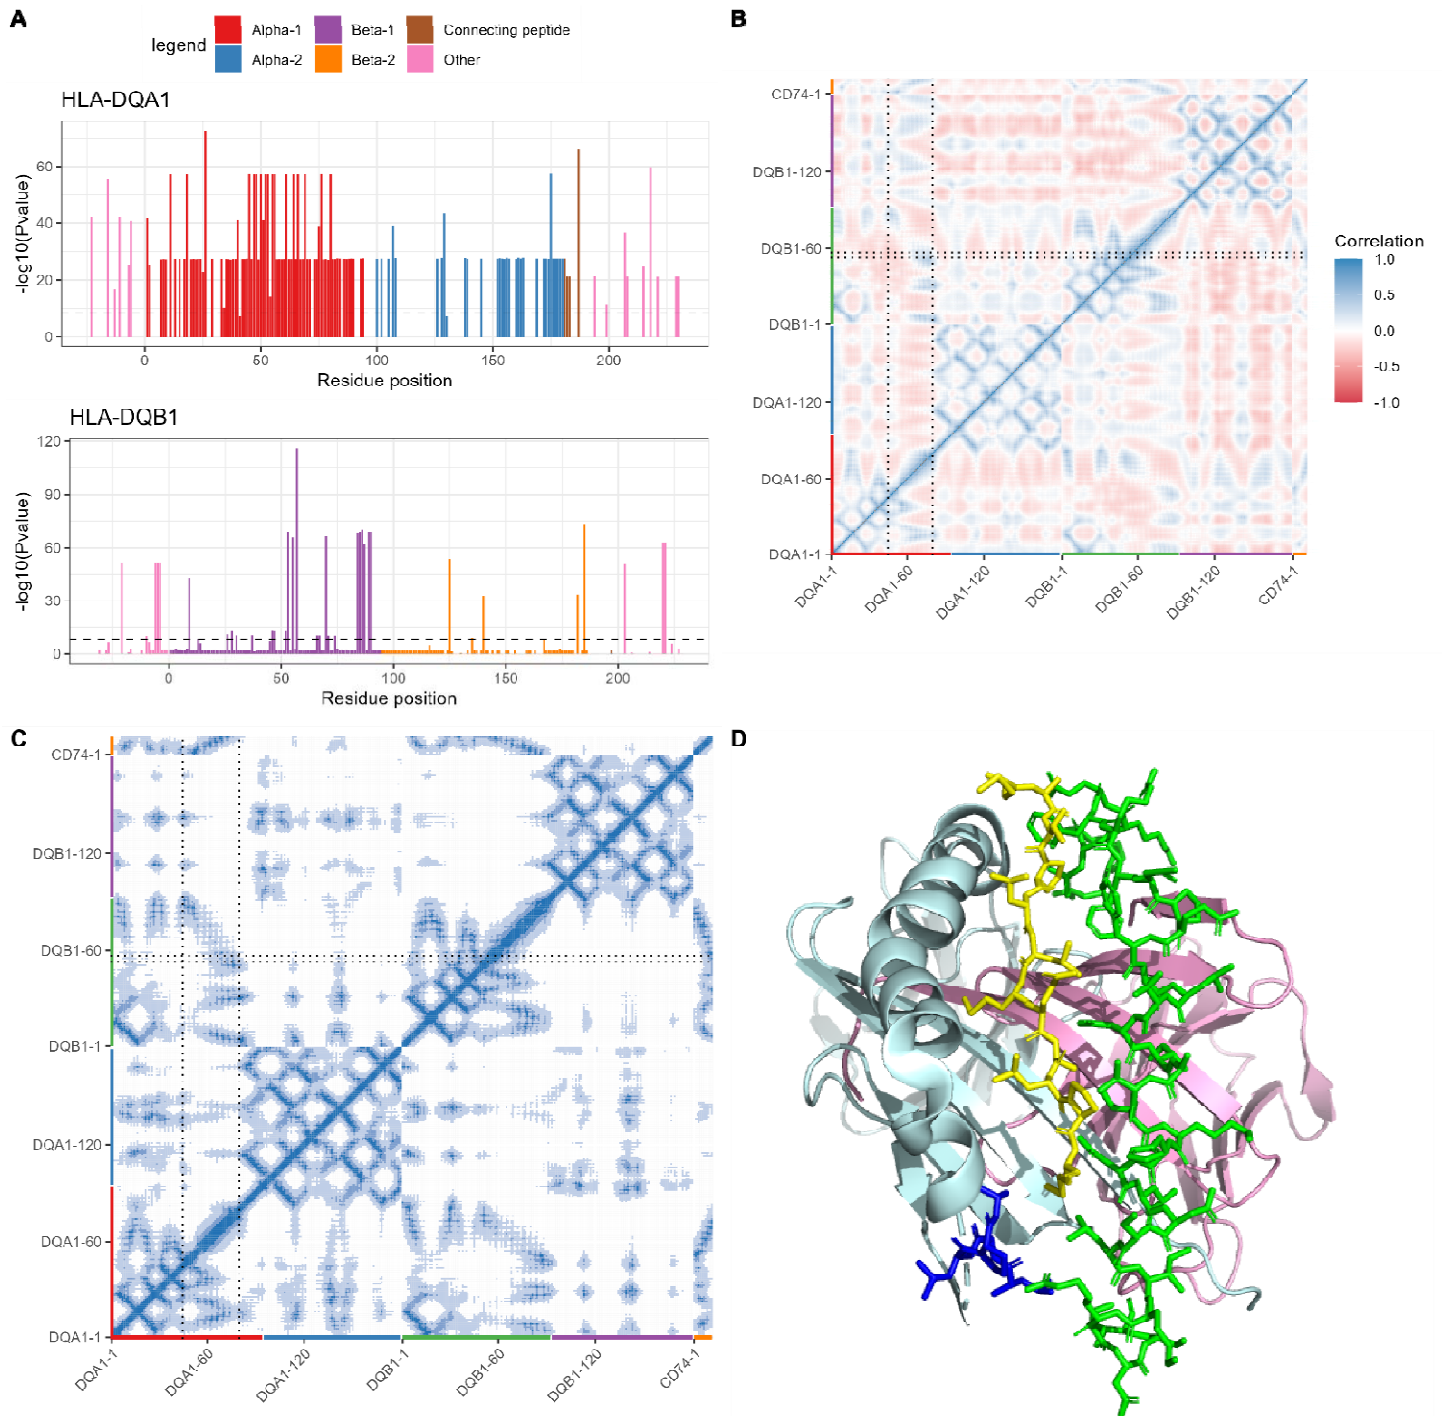 A
legend
Alpha-1
Beta-1
Connecting peptide
Alpha-2
Beta-2
Other
HLA-DQA1
-log10(Pvalue)
60
40
20
0
0
50
100
150
200
Residue position
HLA-DQB1
-log10(Pvalue)
120
90
60
30
0
0
50
100
150
200
Residue position
B
CD74-1
DQB1-120
DQB1-60
DQB1-1
DQA1-120
DQA1-60
DQA1-1
DQA1-1
DQA1-60
DQA1-120
DQB1-1
DQB1-60
DQB1-120
CD74-1
Correlation
1.0
0.5
0.0
-0.5
-1.0
C
CD74-1
DQB1-120
DQB1-60
DQB1-1
DQA1-120
DQA1-60
DQA1-1
DQA1-1
DQA1-60
DQA1-120
DQB1-1
DQB1-60
DQB1-120
CD74-1
D